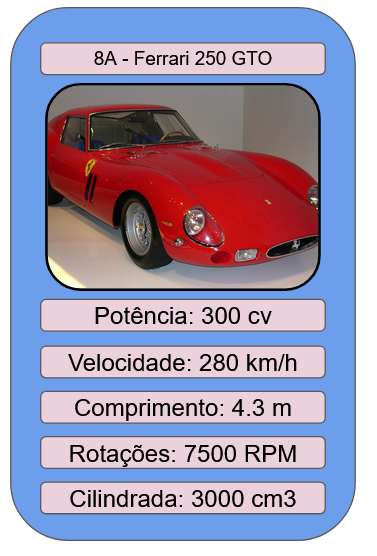 8A - Ferrari 250 GTO
Potência: 300 cv
Velocidade: 280 km/h
Comprimento: 4.3 m
Rotações: 7500 RPM
Cilindrada: 3000 cm3